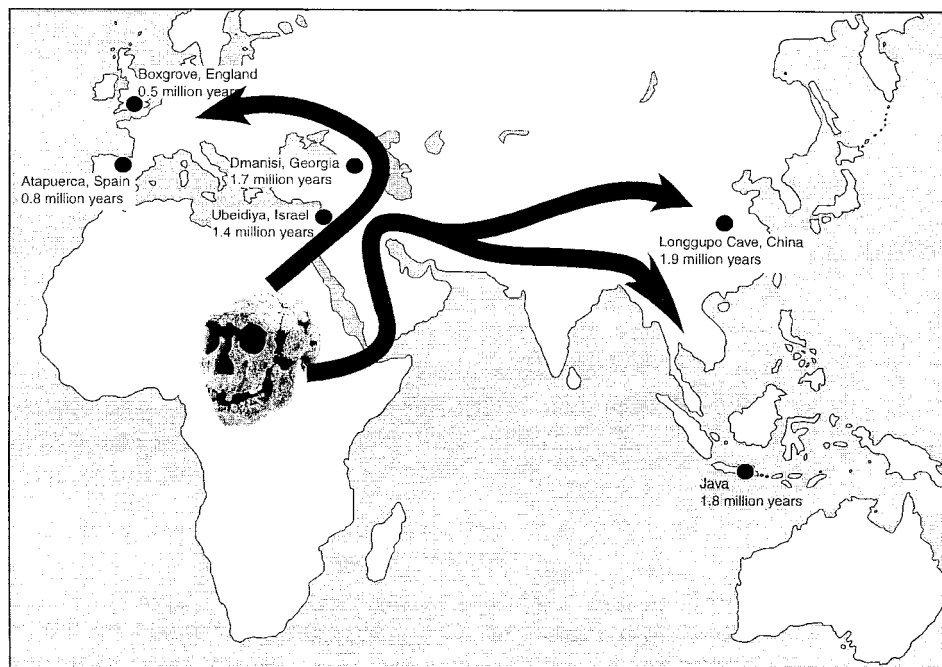 Boxgrove, England
0.5 million years
Dmanisi, Georgia
1.7 million years
Atapuerca, Spain
0.8 million years
Ubeidiya, Israel
1.4 million years
Longgupo Cave, China
1.9 million years
Java
1.8 million years